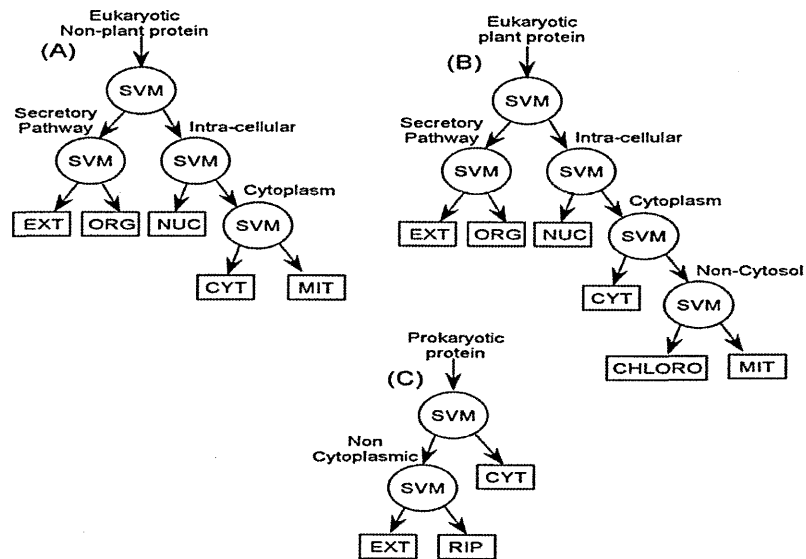 Eukaryotic
Non-plant protein
(A)
SVM
Secretory
Pathway
Intra-cellular
SVM
SVM
Cytoplasm
EXT
ORG
NUC
SVM
CYT
MIT
Eukaryotic
plant protein
(B)
SVM
Secretory
Pathway
Intra-cellular
SVM
SVM
Cytoplasm
EXT
ORG
NUC
SVM
Non-Cytosol
CYT
SVM
CHLORO
MIT
Prokaryotic
protein
(C)
SVM
Non
Cytoplasmic
CYT
SVM
EXT
RIP